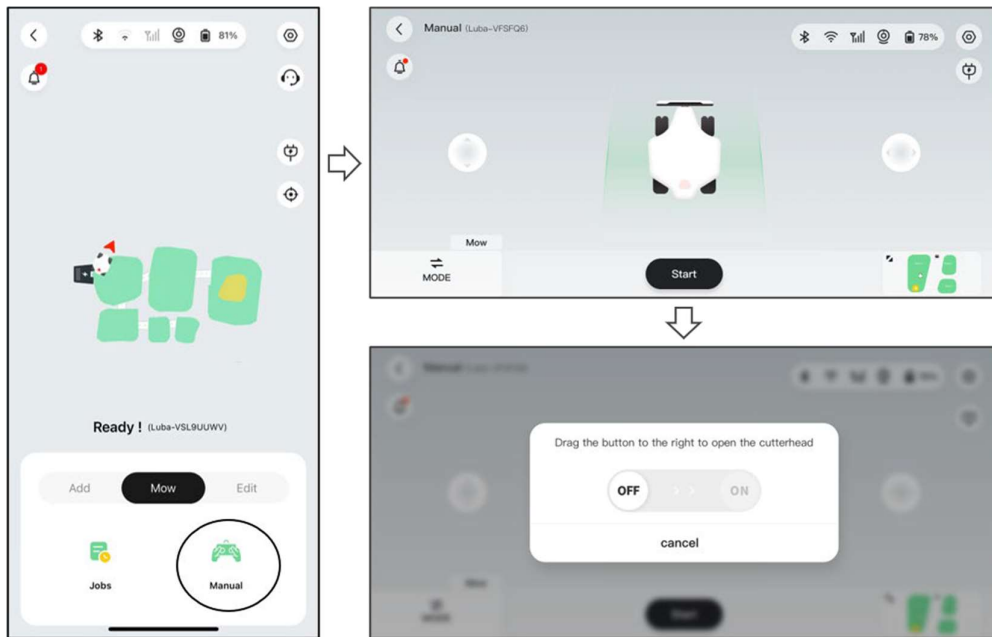 81%
Ready ! (Luba-VSL9UUWV)
Add Mow Edit
Jobs Manual
Manual (Luba-VFSFQ6)
78%
Mow
MODE
Start
Drag the button to the right to open the cutterhead
OFF ON
cancel